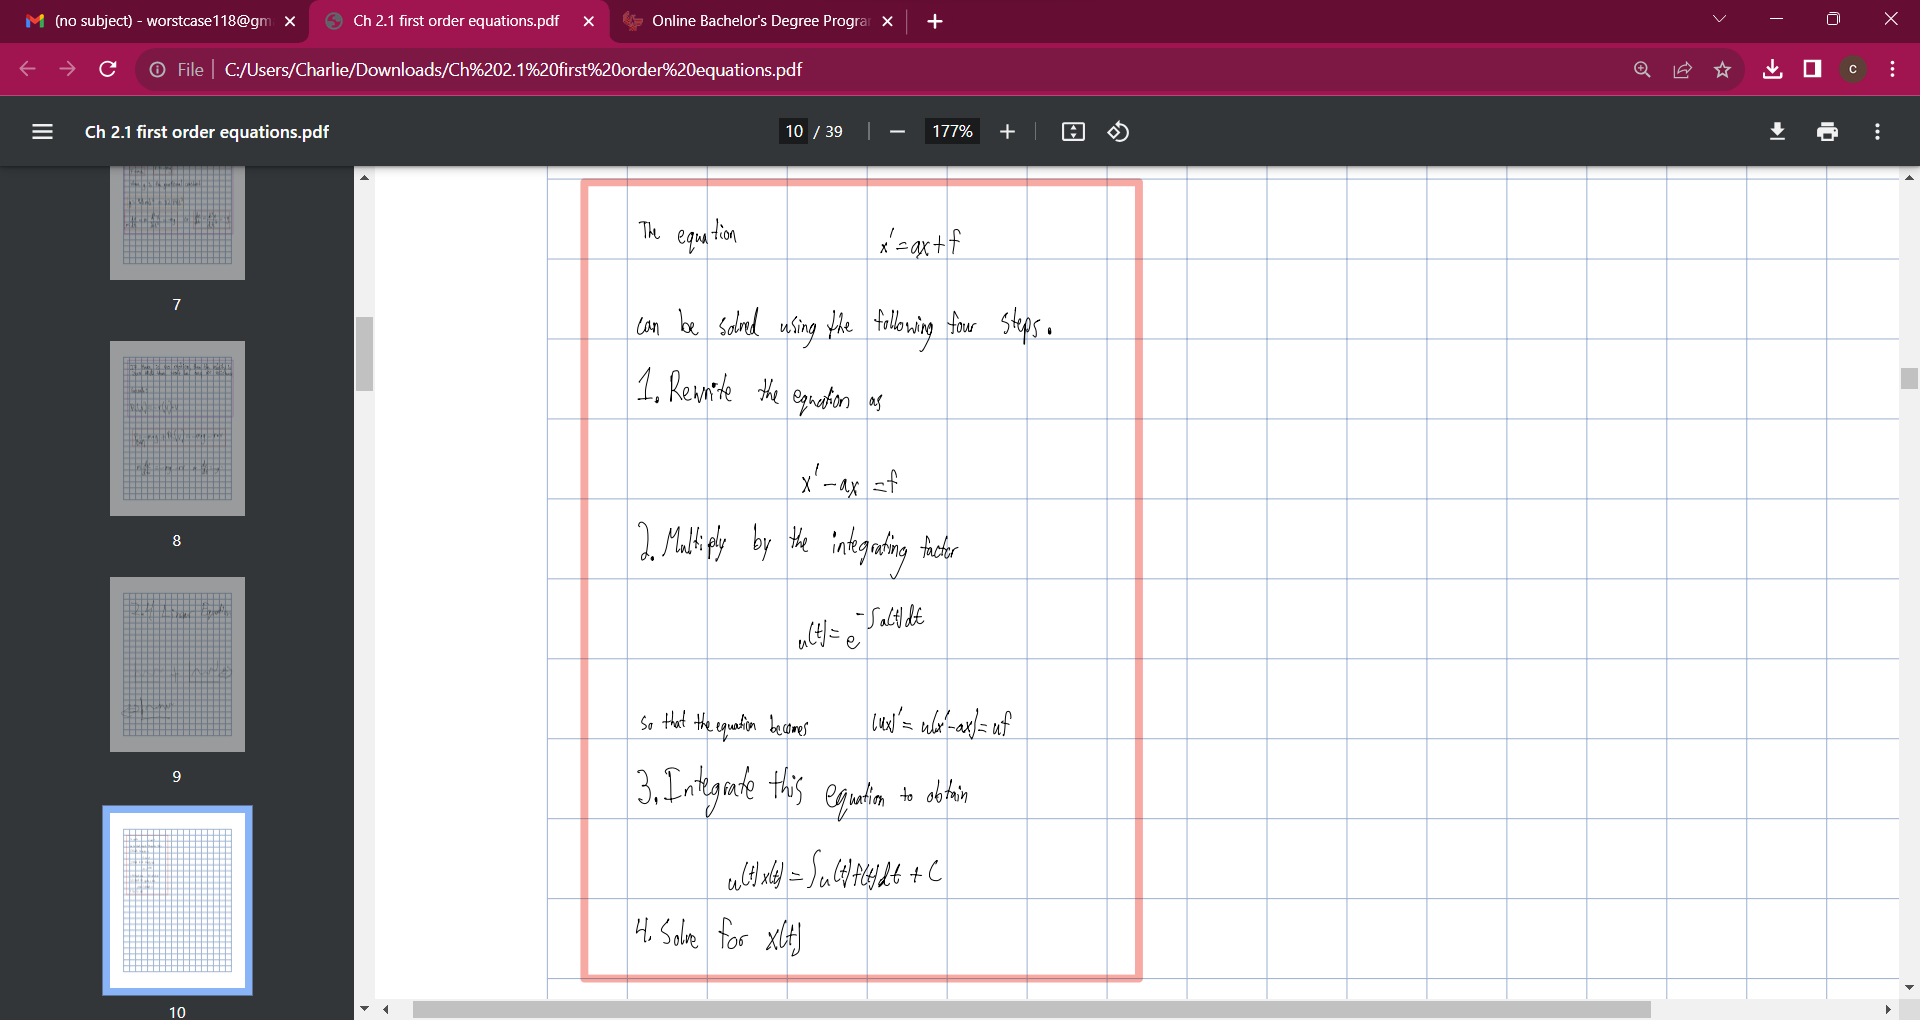 (no subject) - worstcase118@gm
Ch 2.1 first order equations.pdf
Online Bachelor's Degree Progra
File
C:/Users/Charlie/Downloads/Ch%202.1%20first%20order%20equations.pdf
c
Ch 2.1 first order equations.pdf
10 / 39
177%
7
8
9
10
The equation x' = ax + f
can be solved using the following four steps.
1. Rewrite the equation as
x' - ax = f
2. Multiply by the integrating factor
u(t) = e^{-∫a(t)dt}
so that the equation becomes (ux)' = u(x' - ax) = uf
3. Integrate this equation to obtain
u(t)x(t) = ∫u(t)f(t)dt + C
4. Solve for x(t)